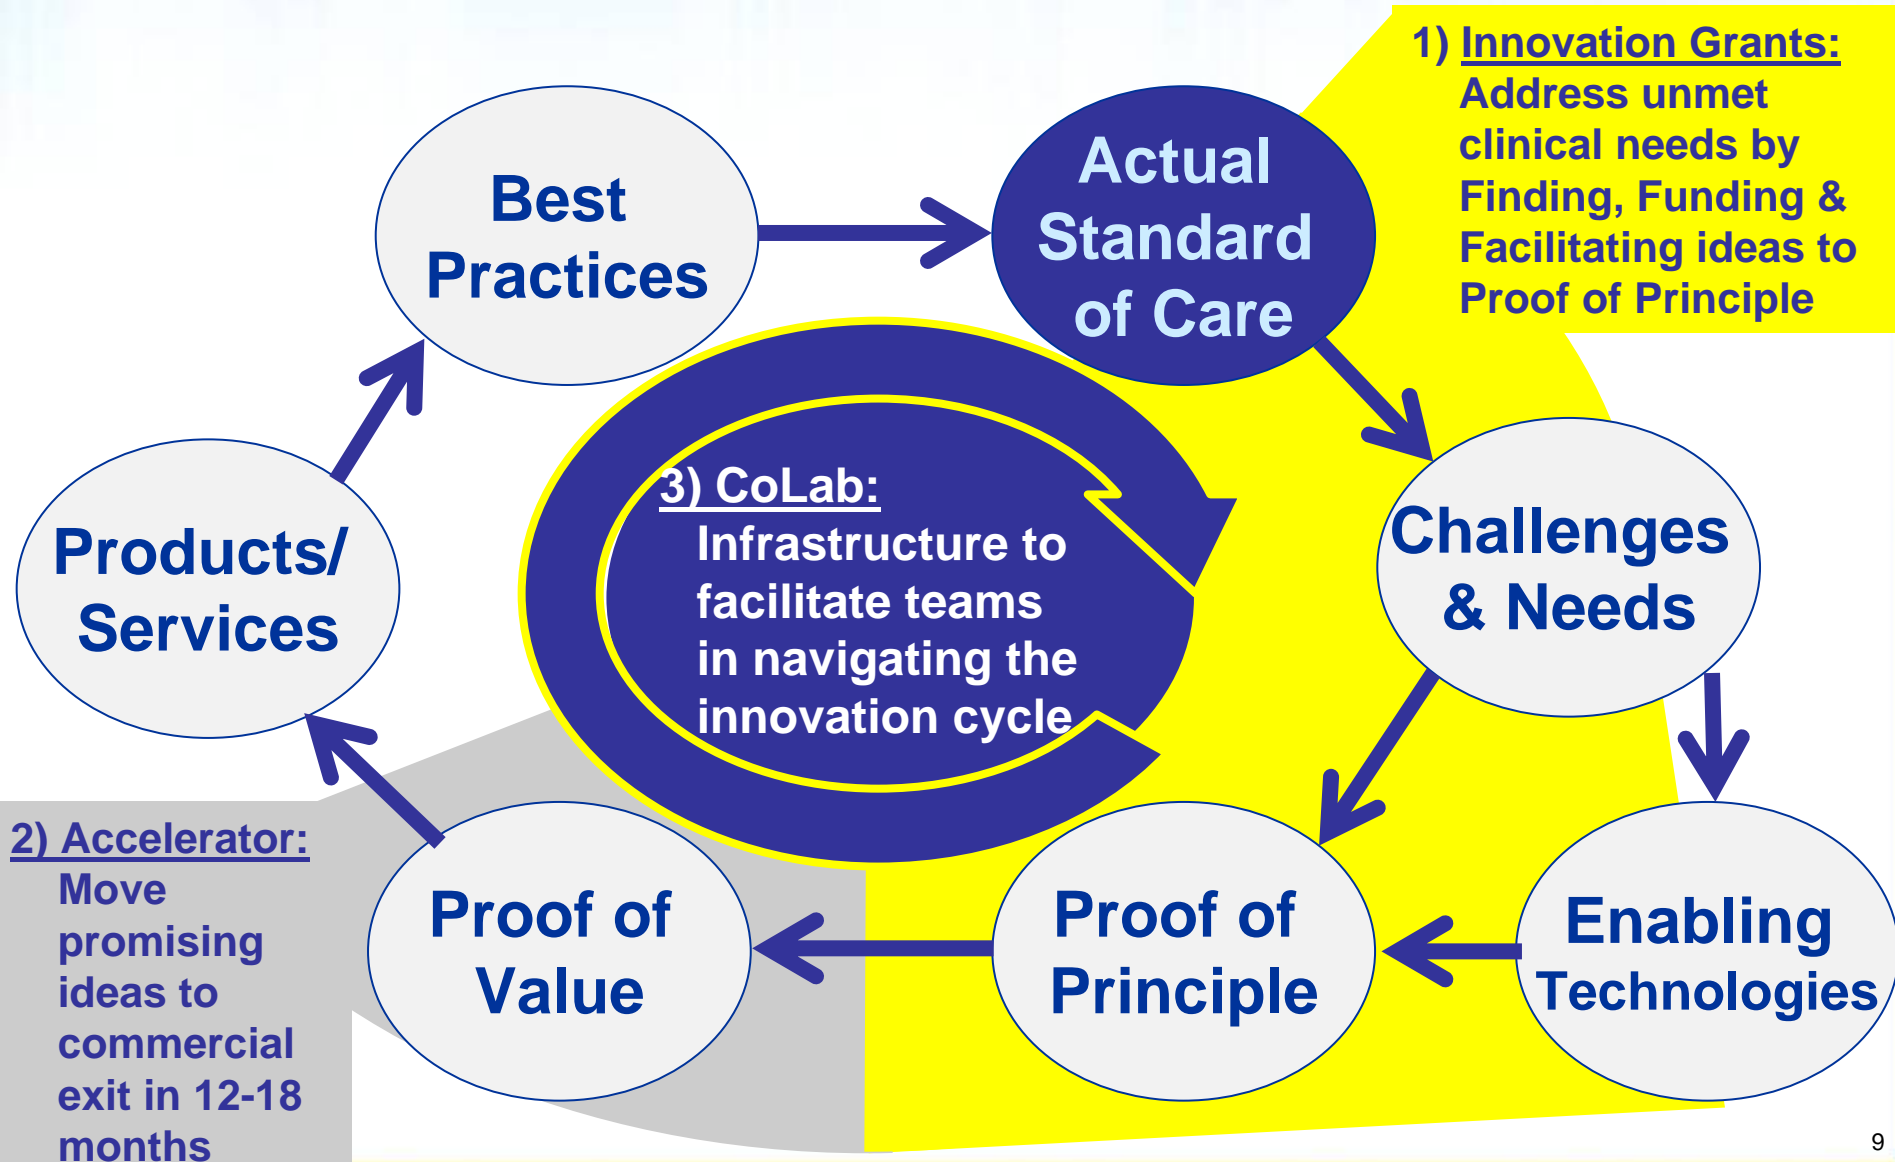 1) Innovation Grants:
Address unmet
clinical needs by
Finding, Funding &
Facilitating ideas to
Proof of Principle
Best
Practices
Actual
Standard
of Care
Products/
Services
3) CoLab:
Infrastructure to
facilitate teams
in navigating the
innovation cycle
Challenges
& Needs
2) Accelerator:
Move
promising
ideas to
commercial
exit in 12-18
months
Proof of
Value
Proof of
Principle
Enabling
Technologies
9